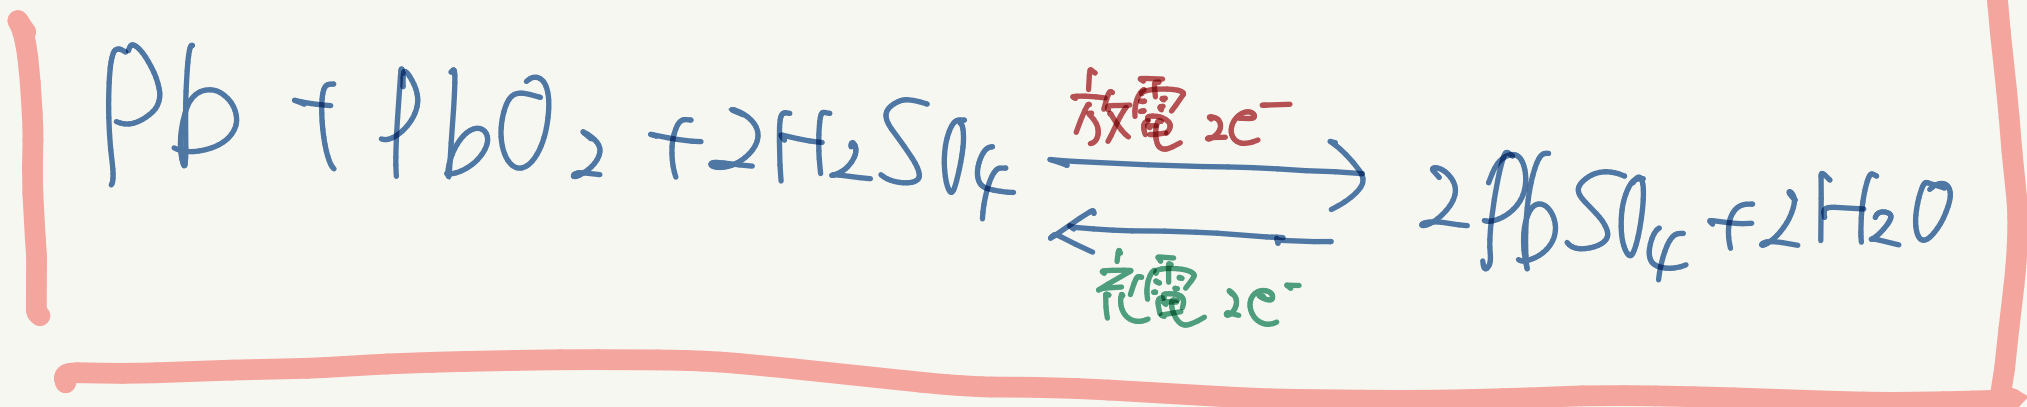 放電 2e⁻
Pb + PbO₂ + 2H₂SO₄ ⇄ 2PbSO₄ + 2H₂O
充電 2e⁻